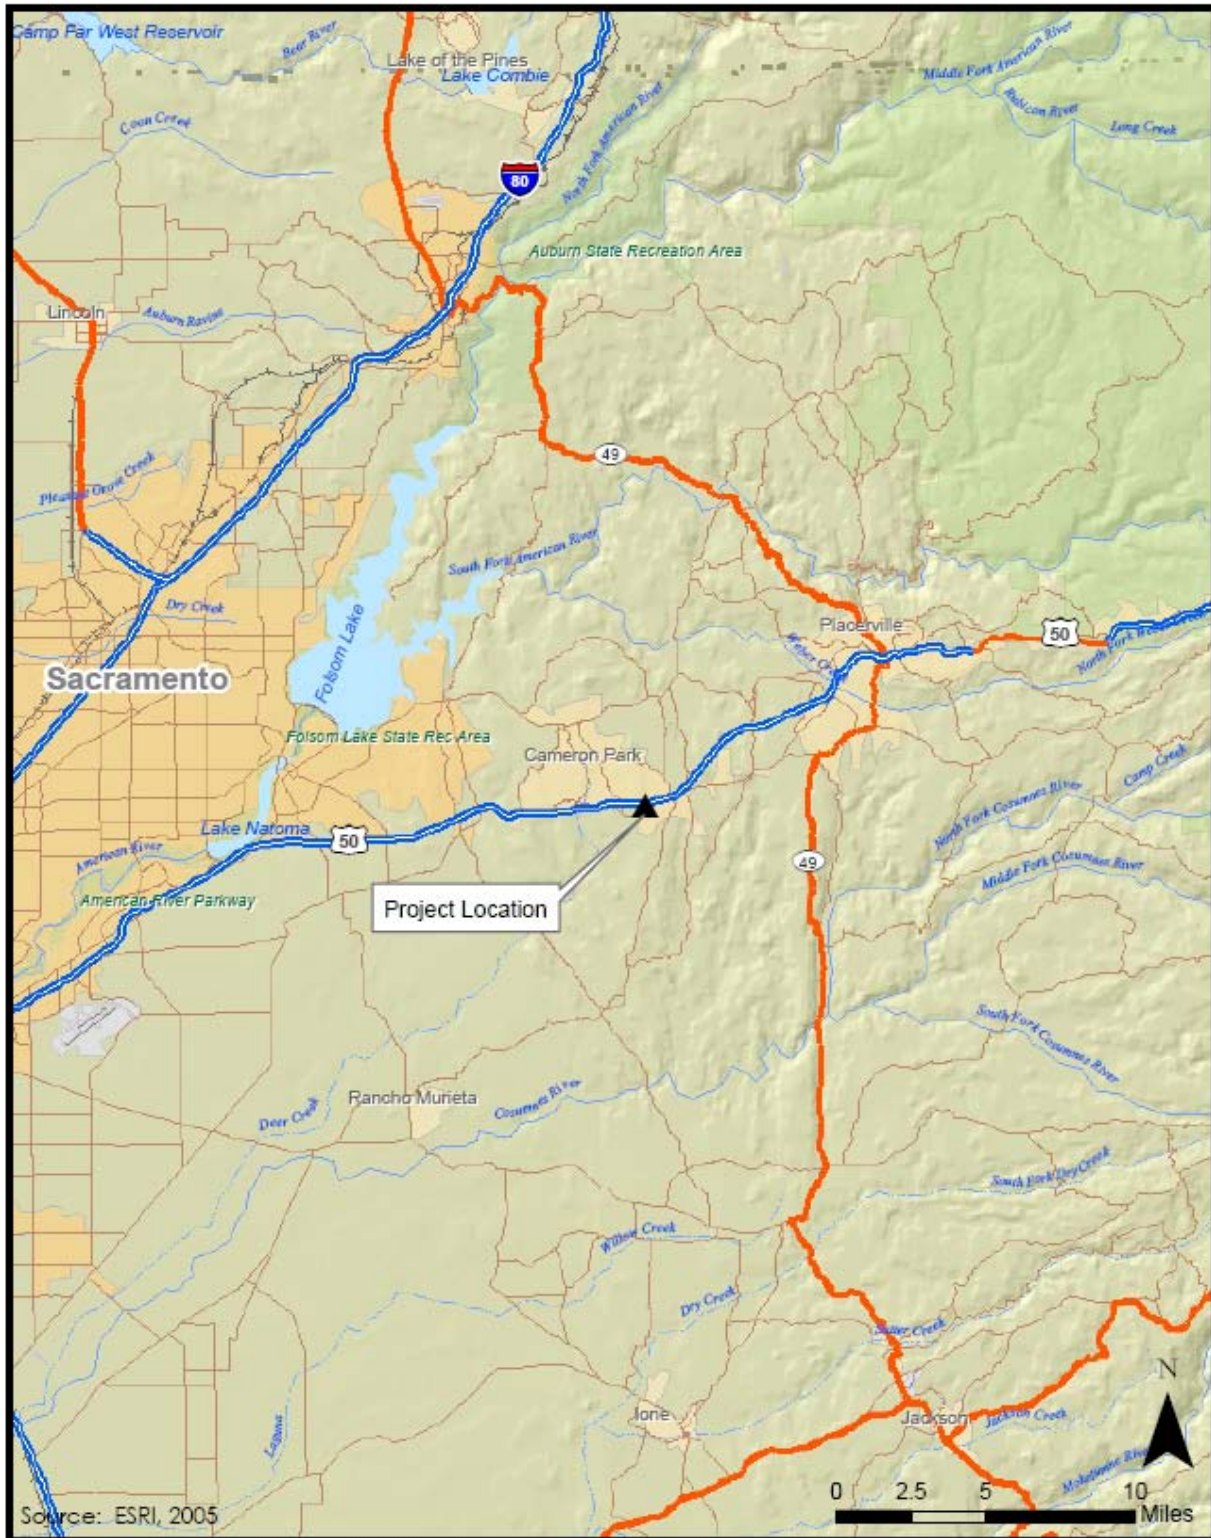 Camp Far West Reservoir
Bear River
Lake of the Pines
Lake Combie
Middle Fork American River
Rubicon River
Long Creek
Coon Creek
North Fork American River
80
Auburn State Recreation Area
Lincoln
Auburn Ravine
49
Pleasant Grove Creek
South Fork American River
Dry Creek
Folsom Lake
Placerville
50
Weber
Sacramento
Folsom Lake State Rec Area
Cameron Park
Camp Creek
North Fork Cosumnes River
Lake Natoma
50
American River
49
Middle Fork Cosumnes River
American River Parkway
Project Location
South Fork Cosumnes River
Rancho Murieta
Cosumnes River
Deer Creek
South Fork Dry Creek
Willow Creek
Dry Creek
Sutter Creek
Ione
Jackson
Jackson Creek
Laguna
Mokelumne River
N
0 2.5 5 10
Miles
Source: ESRI, 2005